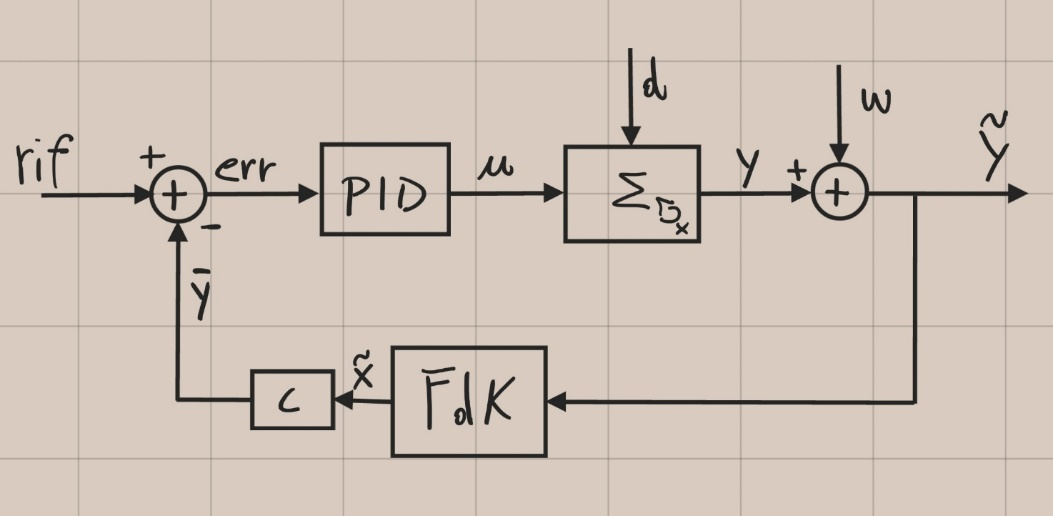 d
w
ỹ
rif
+
err
+
PID
u
Σ
y
+
+
-
ȳ
x̃
C
FdK